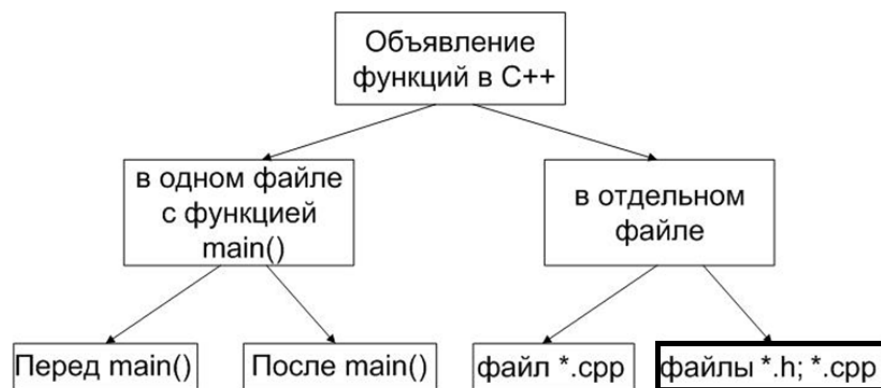 Объявление
функций в С++
в одном файле
с функцией
main()
в отдельном
файле
Перед main()
После main()
файл *.cpp
файлы *.h; *.cpp